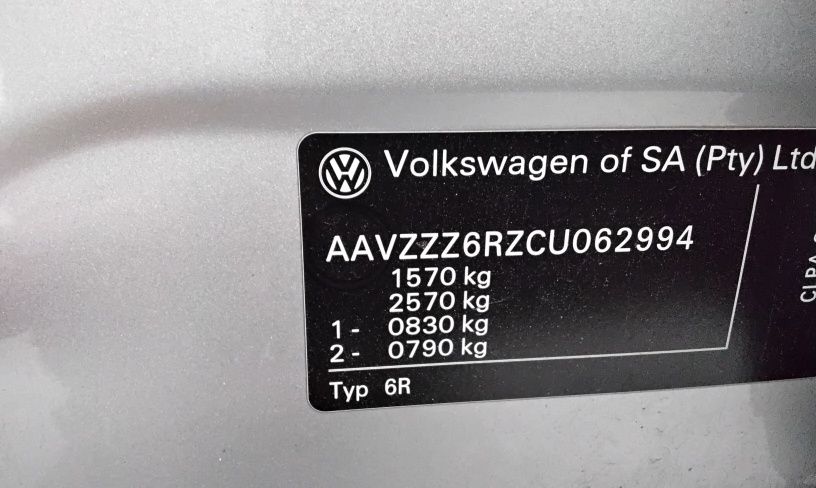 Volkswagen of SA (Pty) Ltd
AAVZZZ6RZCU062994
1570 kg
2570 kg
1 - 0830 kg
2 - 0790 kg
Typ 6R